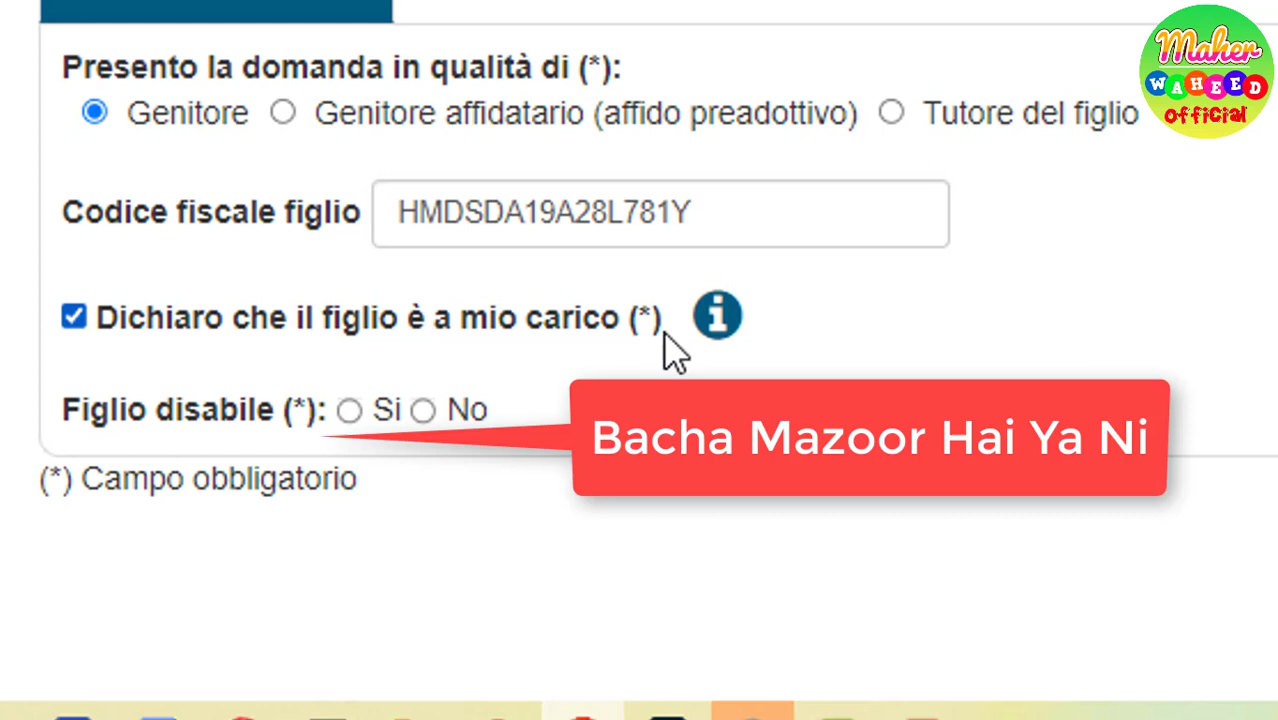 Presento la domanda in qualità di (*):
Genitore Genitore affidatario (affido preadottivo) Tutore del figlio
Maher
WAHEED
official
Codice fiscale figlio HMDSDA19A28L781Y
Dichiaro che il figlio è a mio carico (*)
Figlio disabile (*): Si No
Bacha Mazoor Hai Ya Ni
(*) Campo obbligatorio